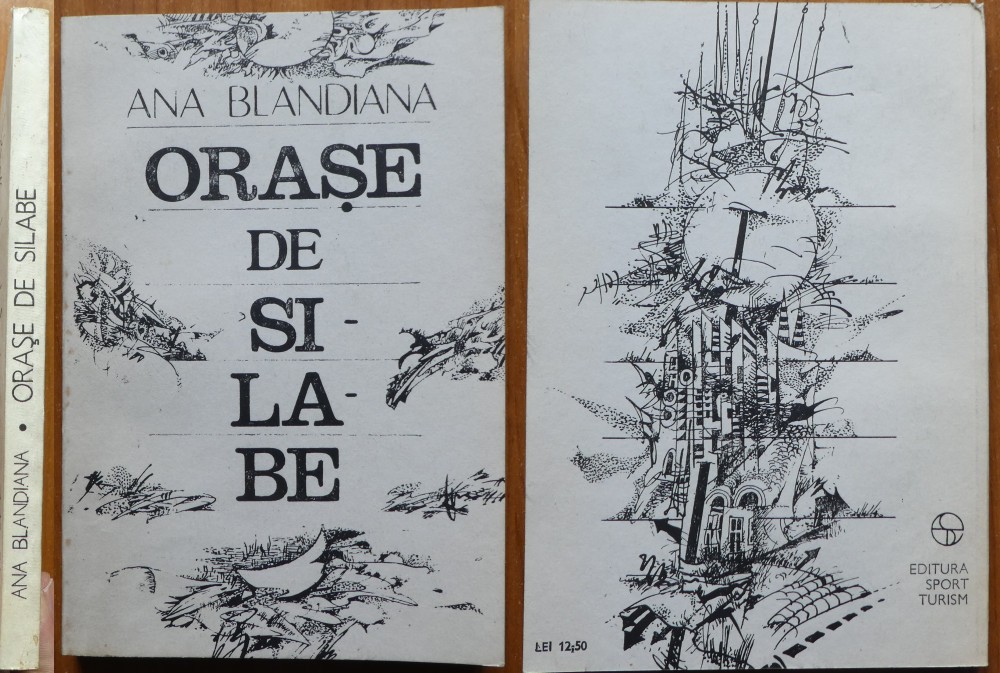 ANA BLANDIANA • ORAȘE DE SILABE
ANA BLANDIANA
ORAȘE
DE
SI -
LA-
BE
EDITURA
SPORT
TURISM
LEI 12,50